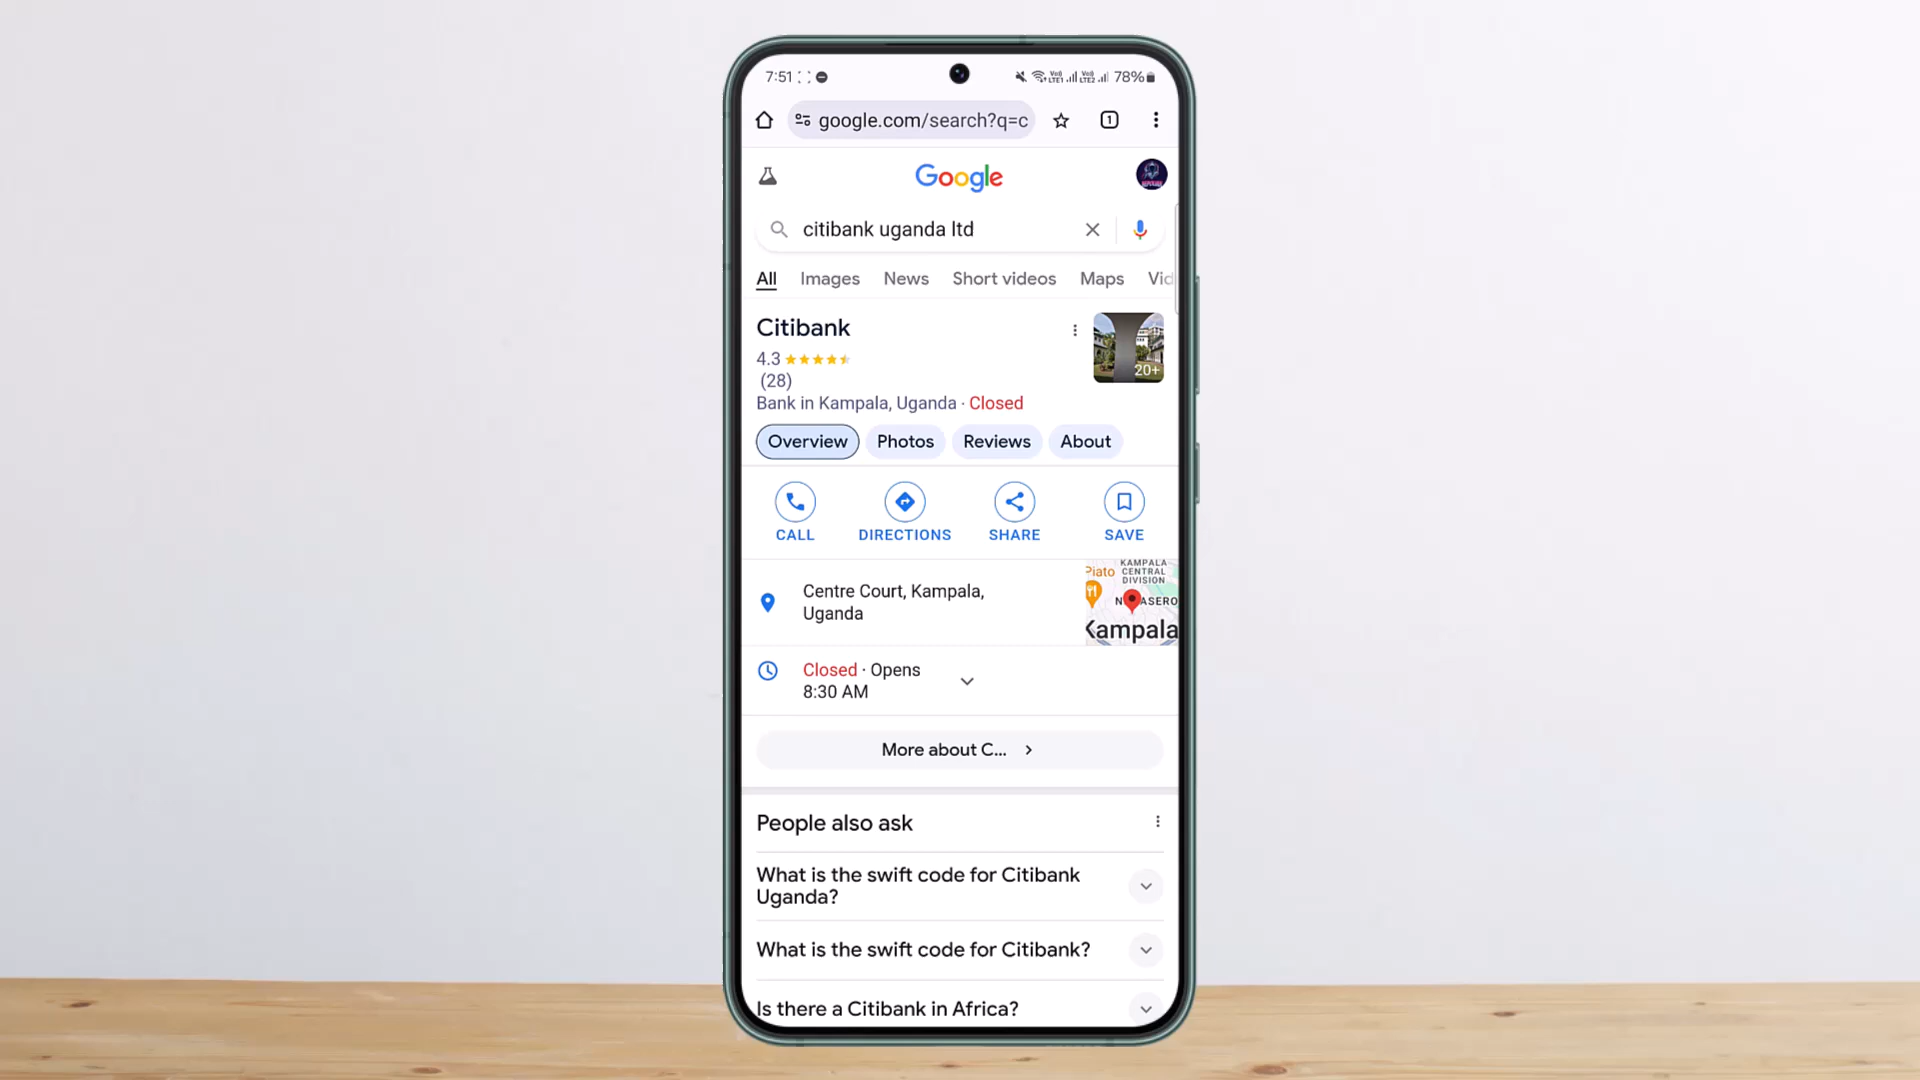 7:51 78%
google.com/search?q=c 1
Google
citibank uganda ltd
All Images News Short videos Maps Vid
Citibank
4.3
(28)
20+
Bank in Kampala, Uganda · Closed
Overview Photos Reviews About
CALL DIRECTIONS SHARE SAVE
Centre Court, Kampala,
Uganda
Piato KAMPALA
CENTRAL
DIVISION
Kampala
Closed · Opens
8:30 AM
More about C...
People also ask
What is the swift code for Citibank
Uganda?
What is the swift code for Citibank?
Is there a Citibank in Africa?